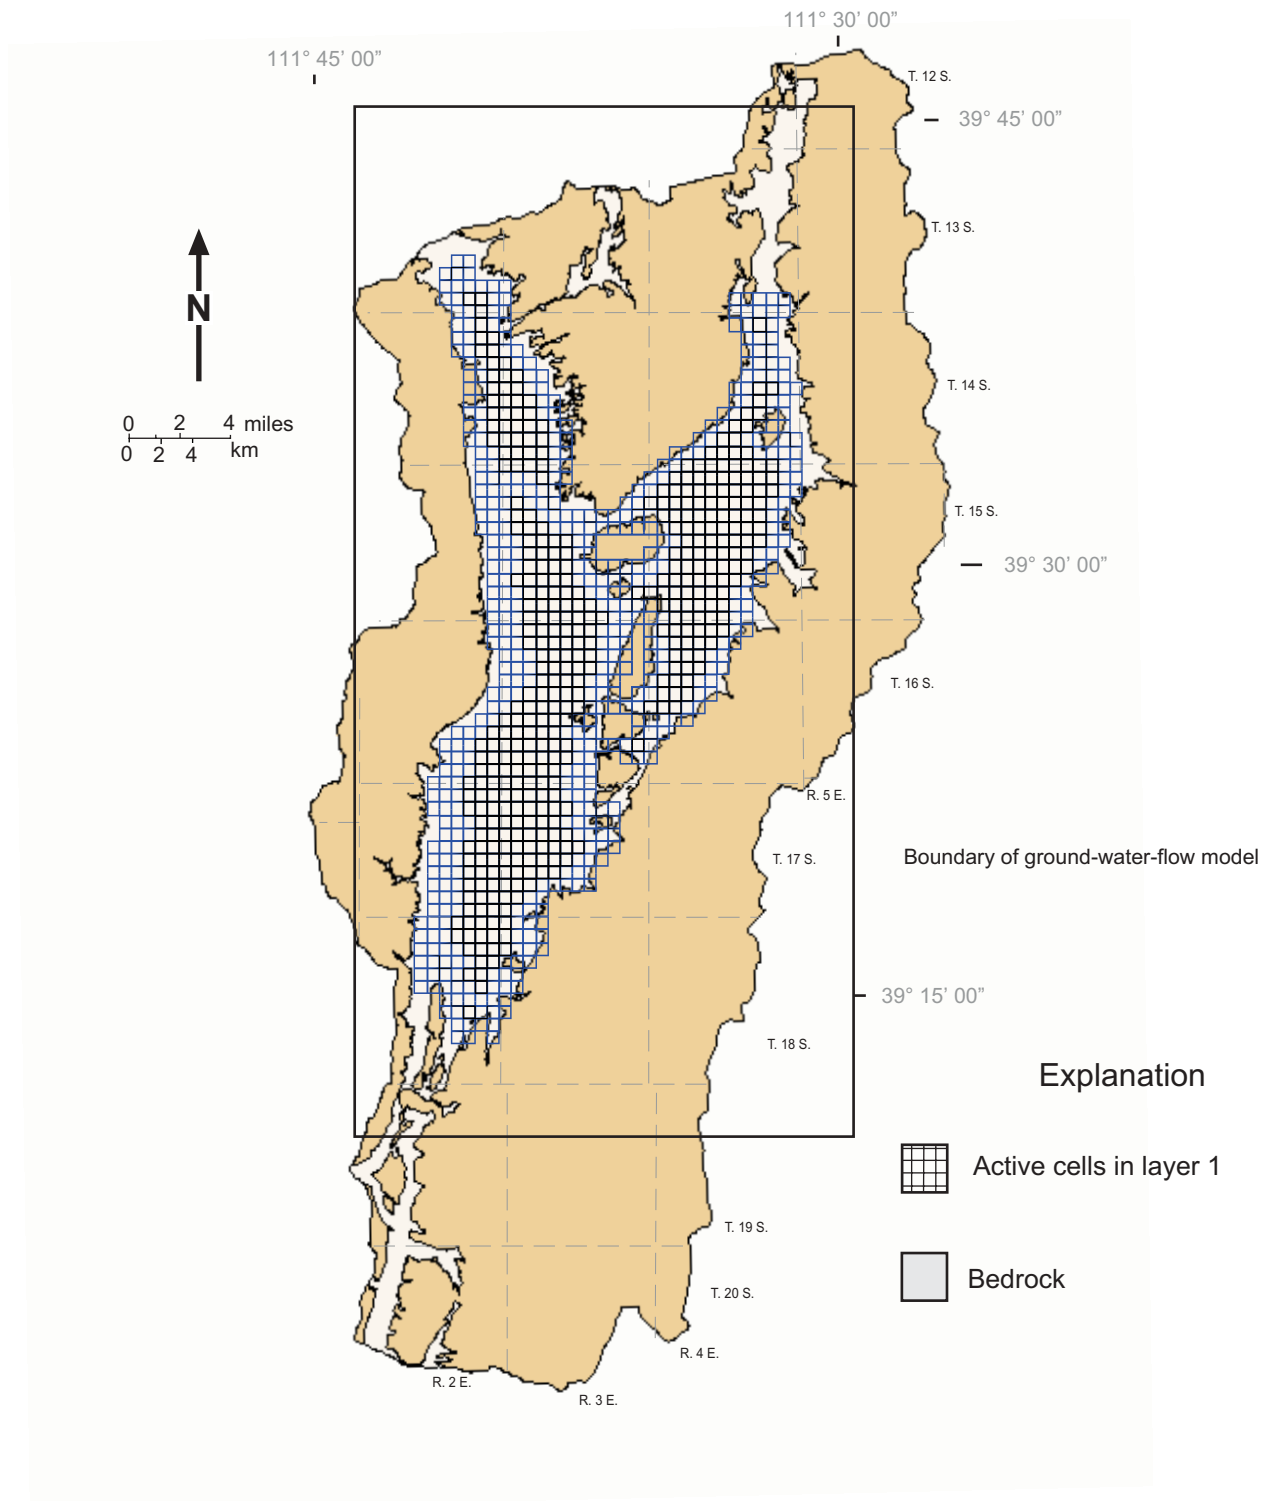 111° 30’ 00”
111° 45’ 00”
T. 12 S.
39° 45’ 00”
T. 13 S.
N
T. 14 S.
0 2 4 miles
0 2 4 km
T. 15 S.
39° 30’ 00”
T. 16 S.
R. 5 E.
T. 17 S.
Boundary of ground-water-flow model
39° 15’ 00”
T. 18 S.
Explanation
Active cells in layer 1
T. 19 S.
Bedrock
T. 20 S.
R. 4 E.
R. 2 E.
R. 3 E.